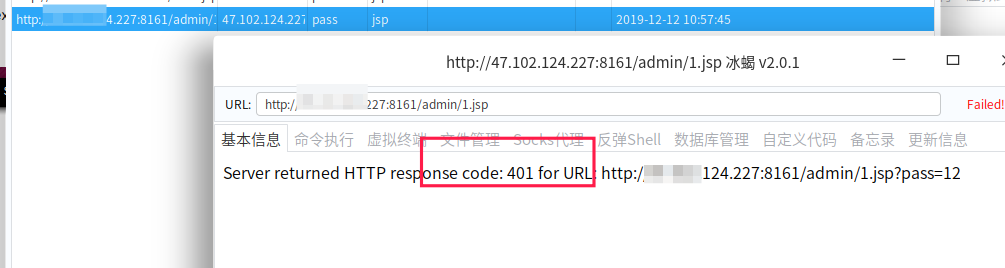 http: 4.227:8161/admin/1 47.102.124.227 pass jsp 2019-12-12 10:57:45
http://47.102.124.227:8161/admin/1.jsp 冰蝎 v2.0.1
URL: http:/ 227:8161/admin/1.jsp Failed!
基本信息 命令执行 虚拟终端 文件管理 Socks代理 反弹Shell 数据库管理 自定义代码 备忘录 更新信息
Server returned HTTP response code: 401 for URL: http:/ 124.227:8161/admin/1.jsp?pass=12